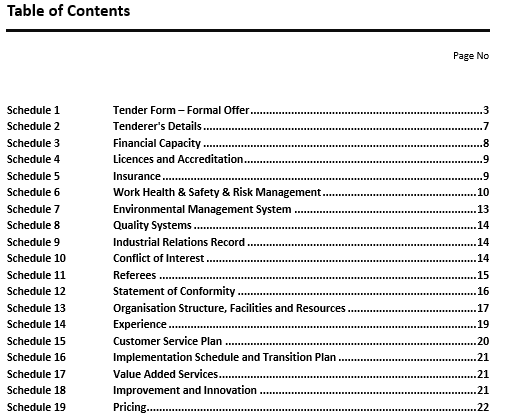 Table of Contents
Page No
Schedule 1 Tender Form – Formal Offer 3
Schedule 2 Tenderer's Details 7
Schedule 3 Financial Capacity 8
Schedule 4 Licences and Accreditation 9
Schedule 5 Insurance 9
Schedule 6 Work Health & Safety & Risk Management 10
Schedule 7 Environmental Management System 13
Schedule 8 Quality Systems 14
Schedule 9 Industrial Relations Record 14
Schedule 10 Conflict of Interest 14
Schedule 11 Referees 15
Schedule 12 Statement of Conformity 16
Schedule 13 Organisation Structure, Facilities and Resources 17
Schedule 14 Experience 19
Schedule 15 Customer Service Plan 20
Schedule 16 Implementation Schedule and Transition Plan 21
Schedule 17 Value Added Services 21
Schedule 18 Improvement and Innovation 21
Schedule 19 Pricing 22